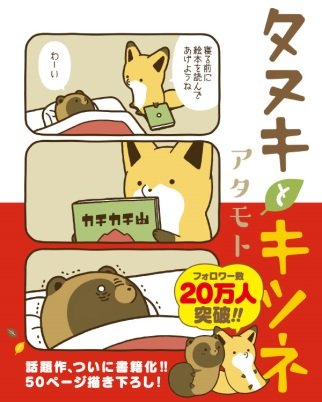 タヌキとキツネ
アタモト
寝る前に
絵本を読んで
あげようね
わーい
カチカチ山
フォロワー数
20万人
突破!!
話題作、ついに書籍化!!
50ページ描き下ろし!